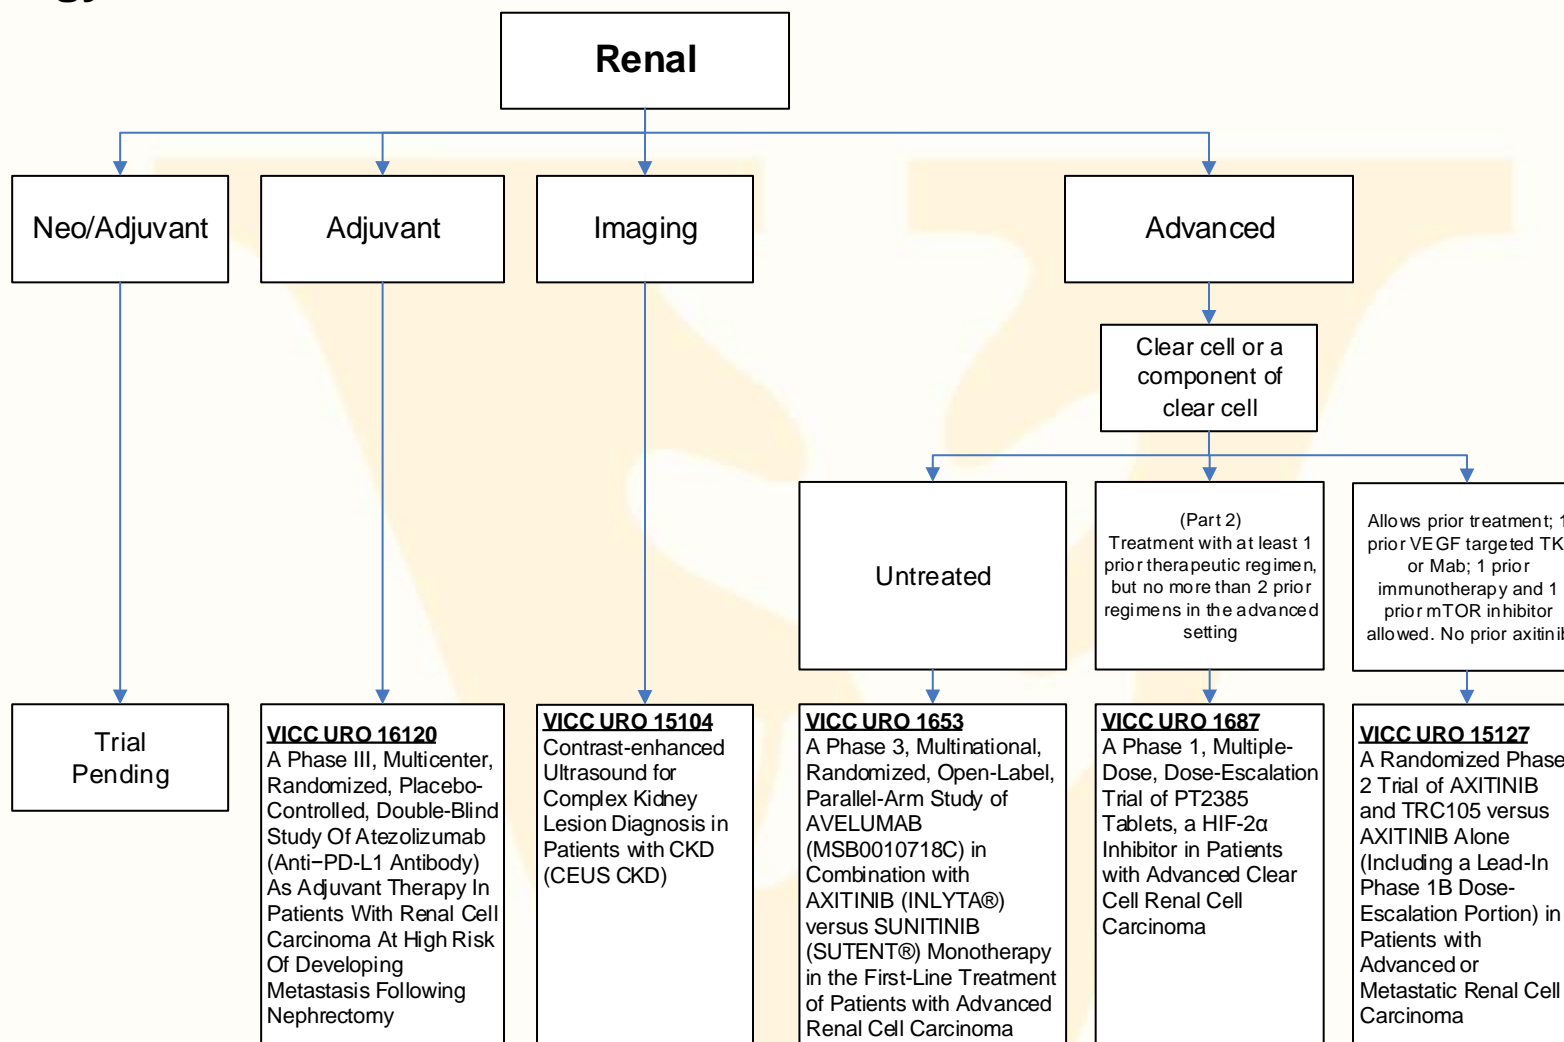 Renal
Neo/Adjuvant
Adjuvant
Imaging
Advanced
Clear cell or a
component of
clear cell
Untreated
(Part 2)
Treatment with at least 1
prior therapeutic regimen,
but no more than 2 prior
regimens in the advanced
setting
Allows prior treatment;
prior VEGF targeted
or Mab; 1 prior
immunotherapy and 1
prior mTOR inhibitor
allowed. No prior
Trial
Pending
VICC URO 16120
A Phase III, Multicenter,
Randomized, Placebo-
Controlled, Double-Blind
Study Of Atezolizumab
(Anti−PD-L1 Antibody)
As Adjuvant Therapy In
Patients With Renal Cell
Carcinoma At High Risk
Of Developing
Metastasis Following
Nephrectomy
VICC URO 15104
Contrast-enhanced
Ultrasound for
Complex Kidney
Lesion Diagnosis in
Patients with CKD
(CEUS CKD)
VICC URO 1653
A Phase 3, Multinational,
Randomized, Open-Label,
Parallel-Arm Study of
AVELUMAB
(MSB0010718C) in
Combination with
AXITINIB (INLYTA®)
versus SUNITINIB
(SUTENT®) Monotherapy
in the First-Line Treatment
of Patients with Advanced
Renal Cell Carcinoma
VICC URO 1687
A Phase 1, Multiple-
Dose, Dose-Escalation
Trial of PT2385
Tablets, a HIF-2α
Inhibitor in Patients
with Advanced Clear
Cell Renal Cell
Carcinoma
VICC URO 15127
A Randomized Phase
2 Trial of AXITINIB
and TRC105 versus
AXITINIB Alone
(Including a Lead-In
Phase 1B Dose-
Escalation Portion) in
Patients with
Advanced or
Metastatic Renal Cell
Carcinoma